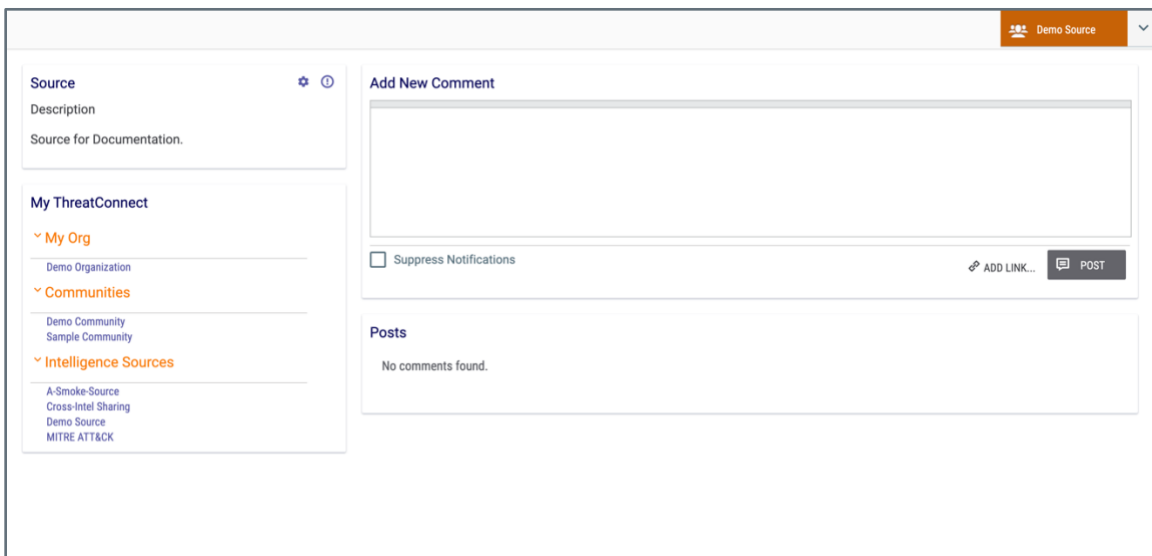 Demo Source
Source
Description
Source for Documentation.
My ThreatConnect
My Org
Demo Organization
Communities
Demo Community
Sample Community
Intelligence Sources
A-Smoke-Source
Cross-Intel Sharing
Demo Source
MITRE ATT&CK
Add New Comment
Suppress Notifications
ADD LINK...
POST
Posts
No comments found.